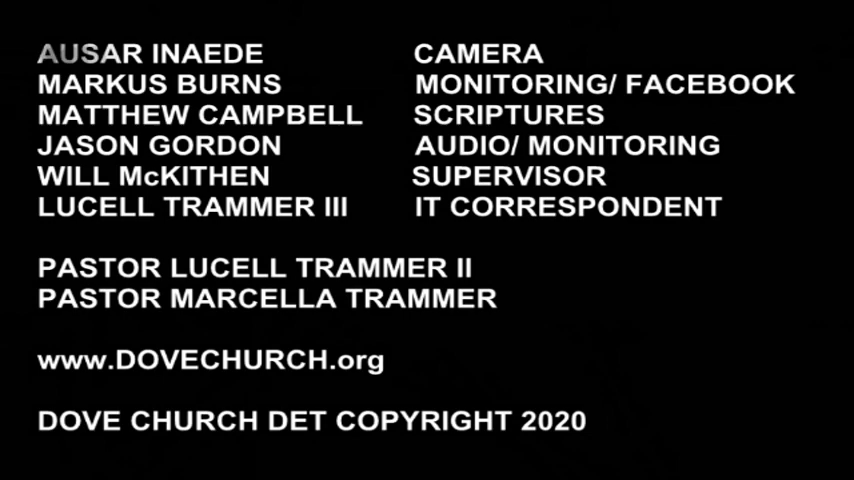 AUSAR INAEDE CAMERA
MARKUS BURNS MONITORING/ FACEBOOK
MATTHEW CAMPBELL SCRIPTURES
JASON GORDON AUDIO/ MONITORING
WILL McKITHEN SUPERVISOR
LUCELL TRAMMER III IT CORRESPONDENT
PASTOR LUCELL TRAMMER II
PASTOR MARCELLA TRAMMER
www.DOVECHURCH.org
DOVE CHURCH DET COPYRIGHT 2020